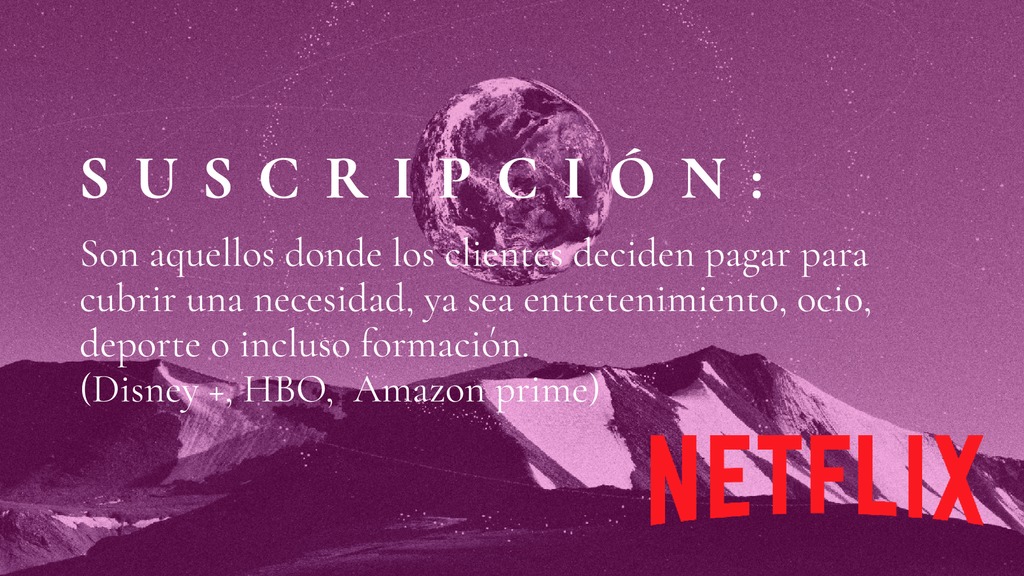 SUSCRIPCIÓN:
Son aquellos donde los clientes deciden pagar para
cubrir una necesidad, ya sea entretenimiento, ocio,
deporte o incluso formación.
(Disney +, HBO,  Amazon prime)
NETFLIX